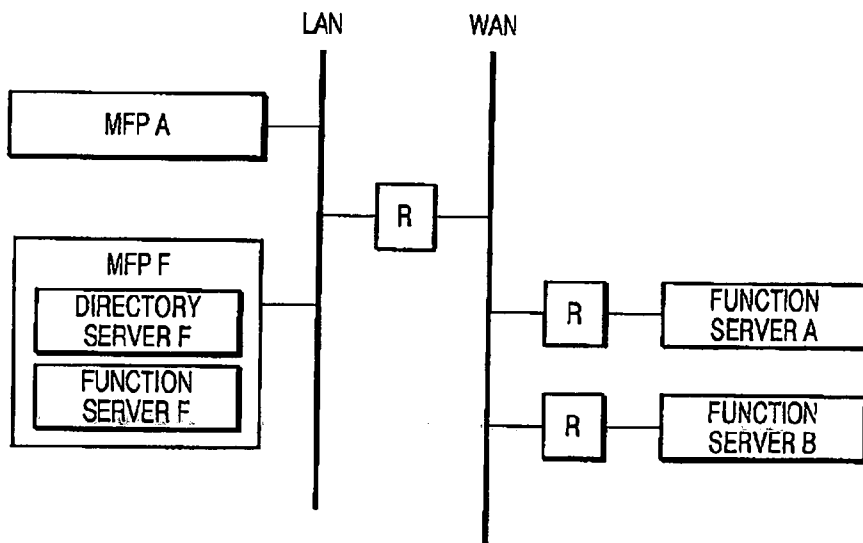 LAN
WAN
MFP A
R
MFP F
DIRECTORY
SERVER F
FUNCTION
SERVER F
R
FUNCTION
SERVER A
R
FUNCTION
SERVER B